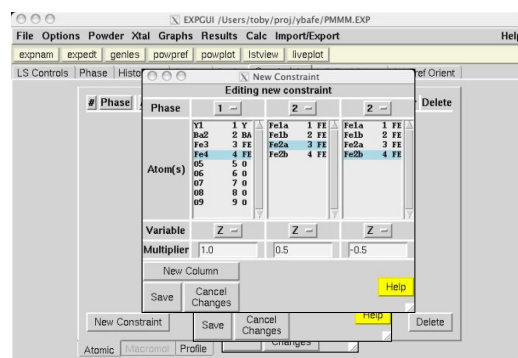 EXPGUI /Users/toby/proj/ybafe/PMMM.EXP
File Options Powder Xtal Graphs Results Calc Import/Export Hel
expnam expedt genles powpref powplot lstview liveplot
LS Controls Phase Histo ref Orient
New Constraint
Editing new constraint
# Phase Delete
Phase 1 2 2
Atom(s)
Y1 1 Y
Ba2 2 BA
Fe3 3 FE
Fe4 4 FE
O5 5 O
O6 6 O
O7 7 O
O8 8 O
O9 9 O
Fe1a 1 FE
Fe1b 2 FE
Fe2a 3 FE
Fe2b 4 FE
Fe1a 1 FE
Fe1b 2 FE
Fe2a 3 FE
Fe2b 4 FE
Variable Z Z Z
Multiplier 1.0 0.5 -0.5
New Column
Save Cancel Changes Help
New Constraint Save Cancel Changes Help Delete
Changes
Atomic Macromol Profile